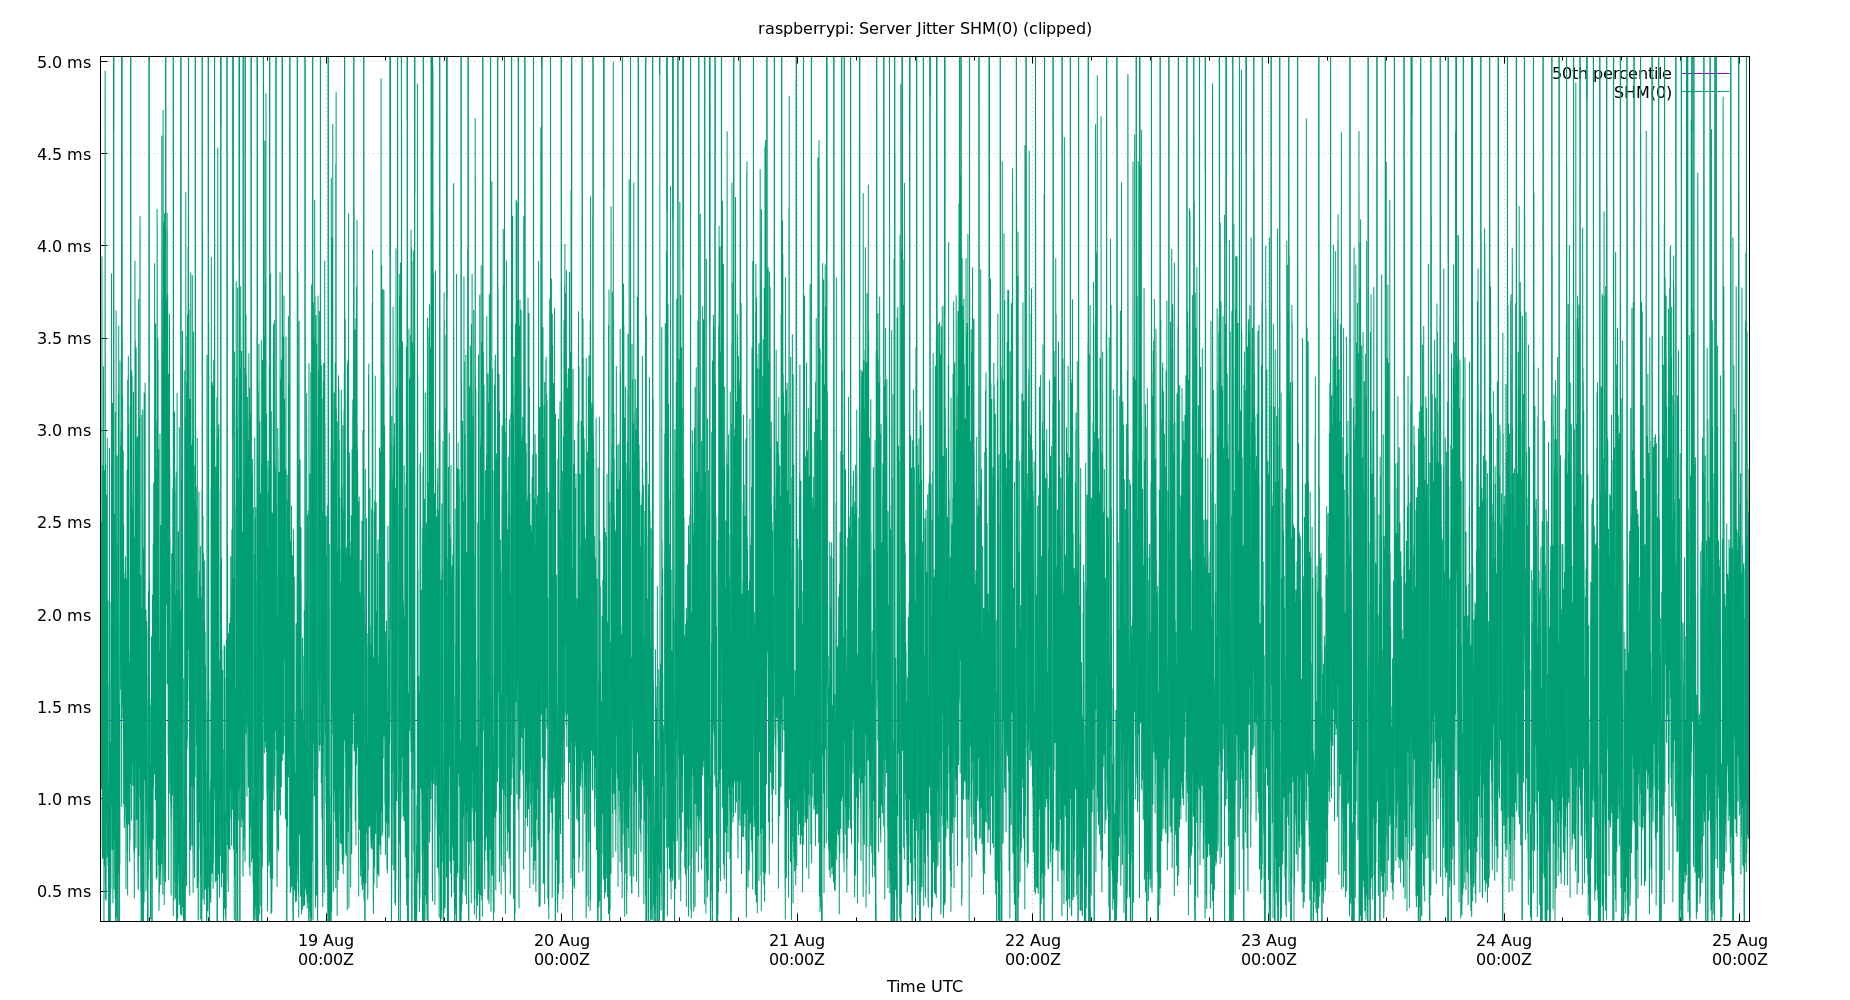 raspberrypi: Server Jitter SHM(0) (clipped)
5.0 ms
50th percentile
SHM(0)
4.5 ms
4.0 ms
3.5 ms
3.0 ms
2.5 ms
2.0 ms
1.5 ms
1.0 ms
0.5 ms
19 Aug 20 Aug 21 Aug 22 Aug 23 Aug 24 Aug 25 Aug
00:00Z 00:00Z 00:00Z 00:00Z 00:00Z 00:00Z 00:00Z
Time UTC